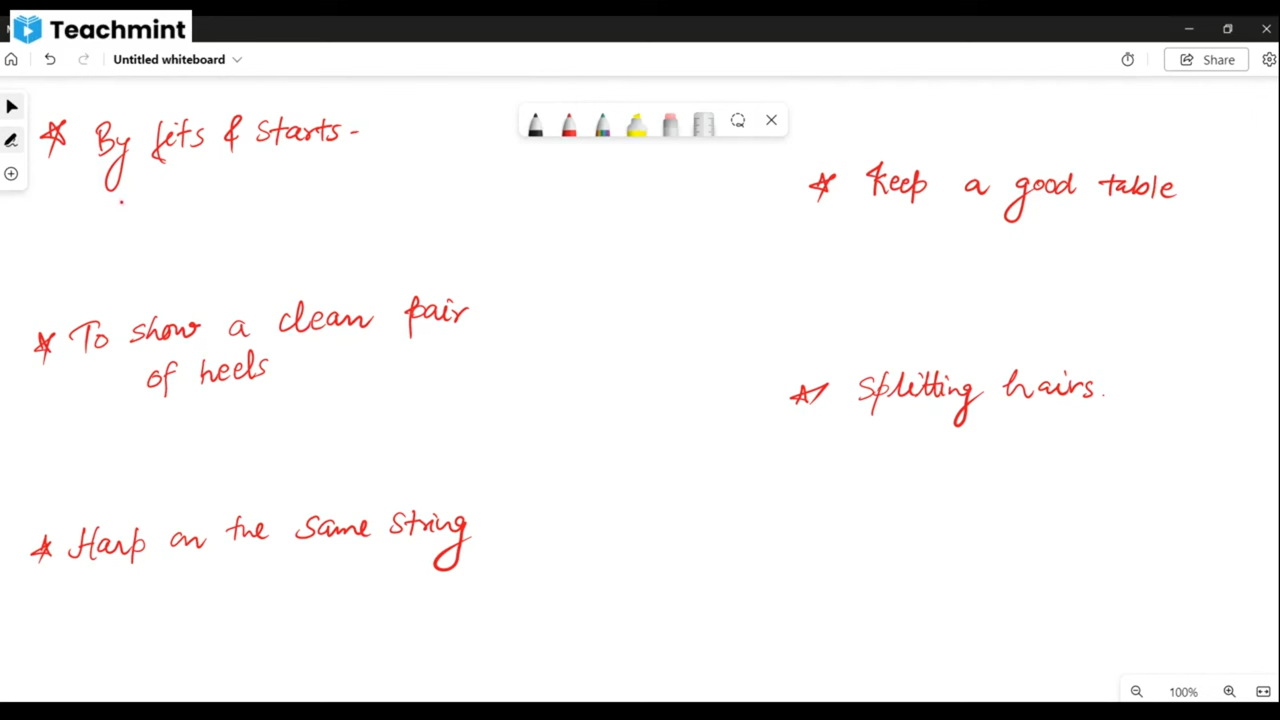 Teachmint
Untitled whiteboard
Share
By fits & starts -
Keep a good table
To show a clean pair
of heels
Splitting hairs.
Harp on the same string
100%